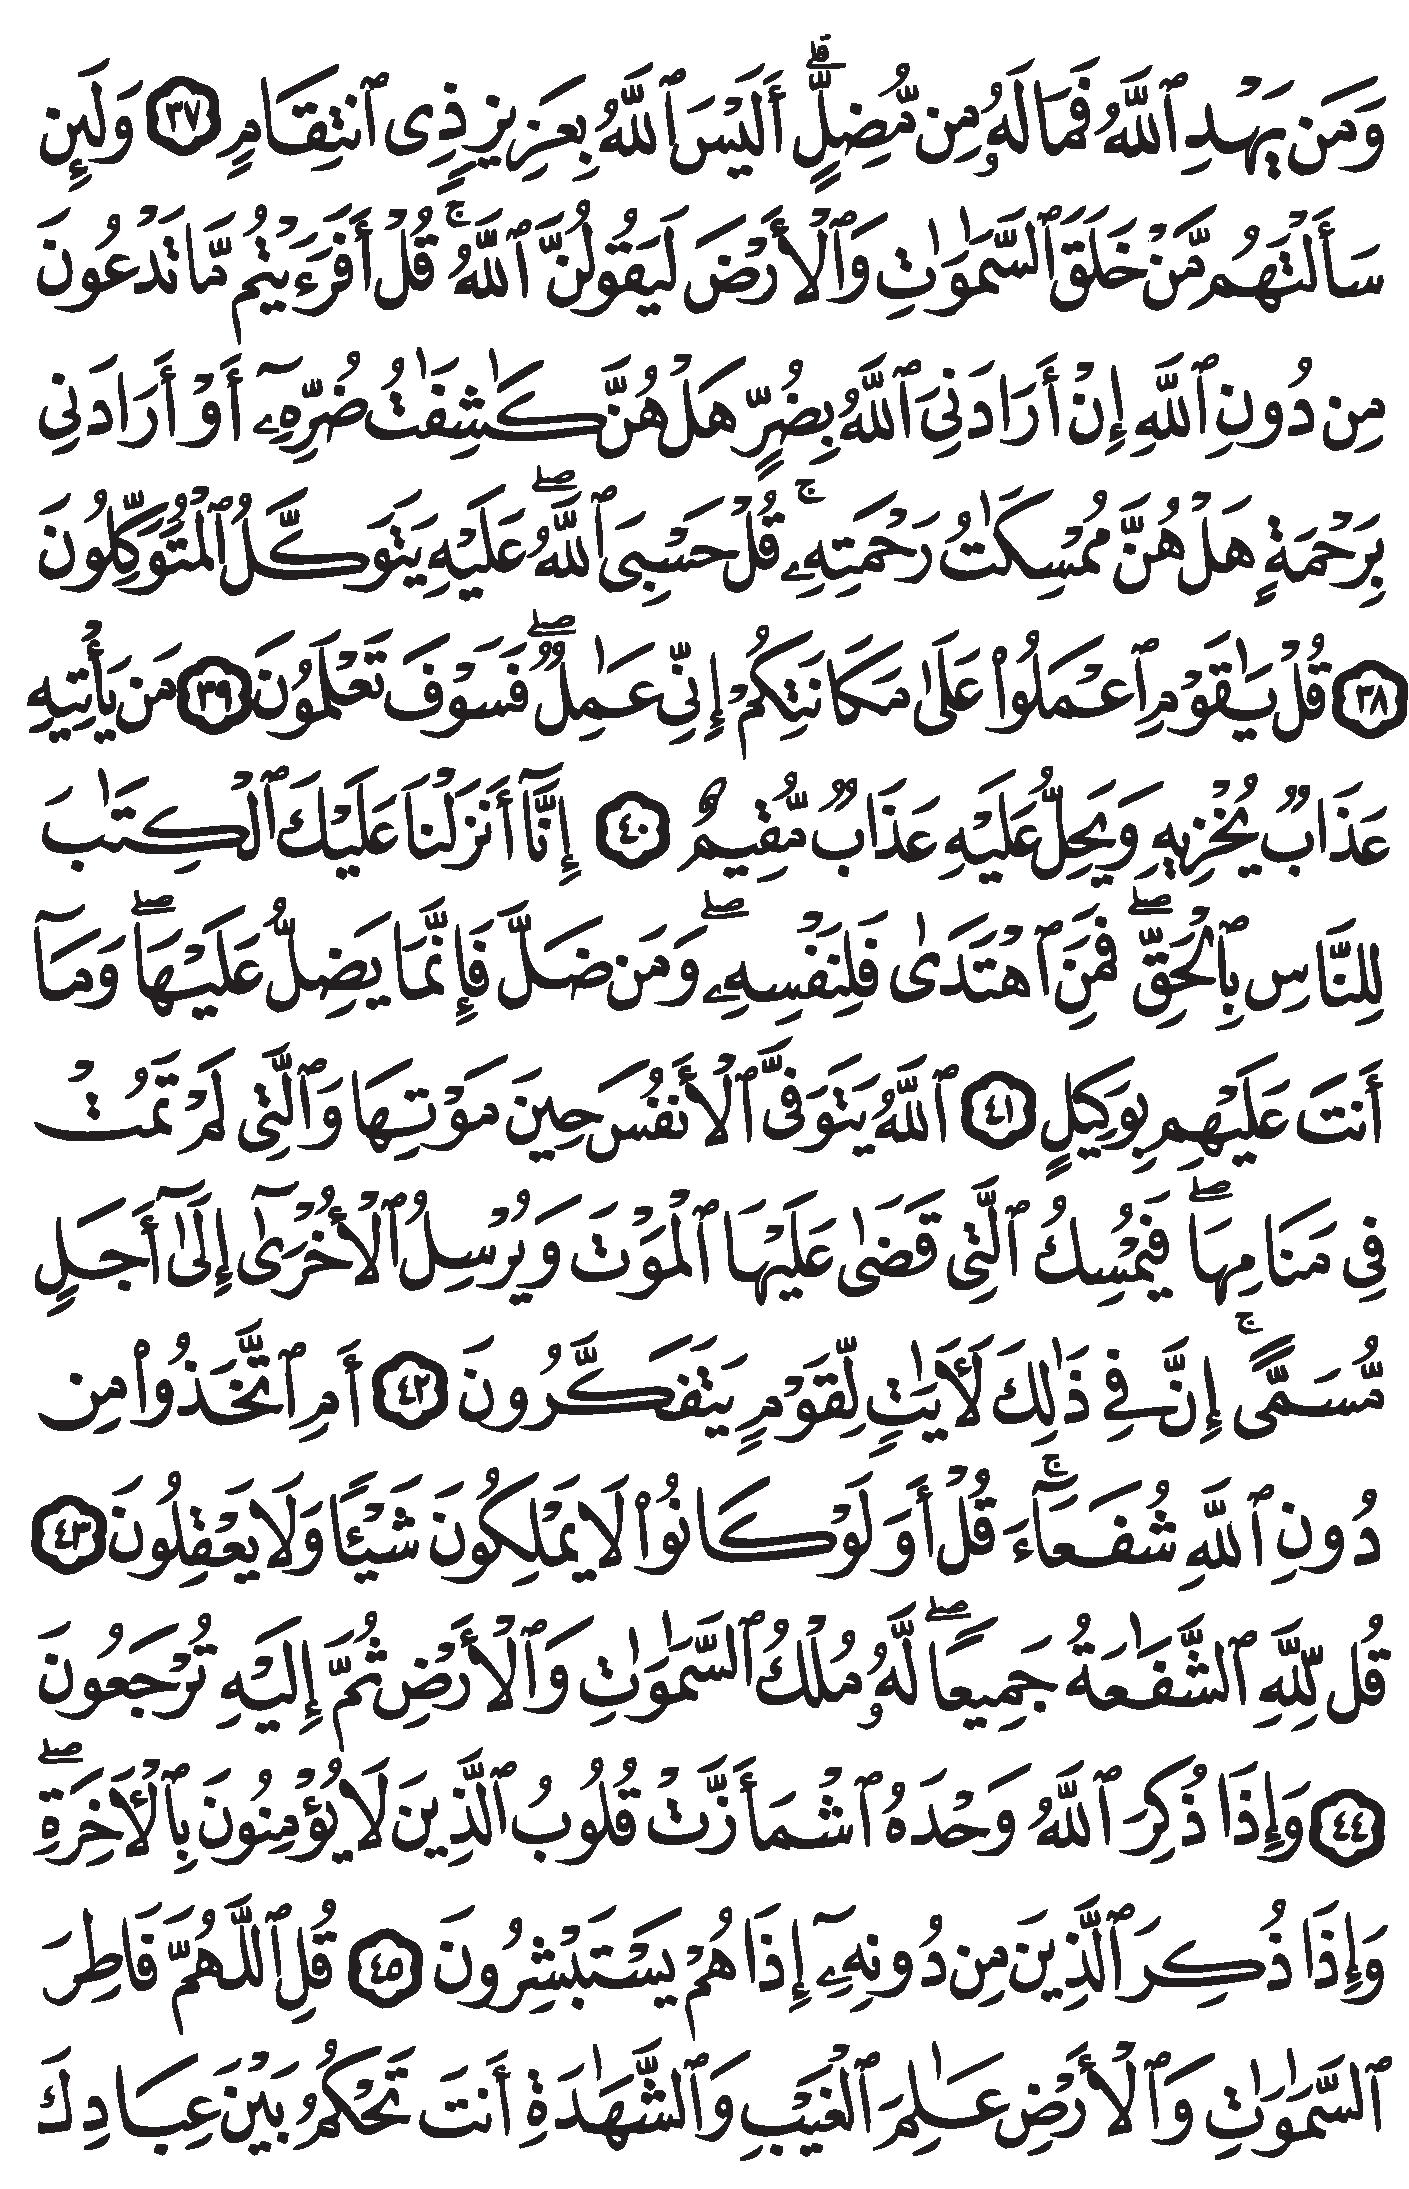 وَمَن يَهْدِ ٱللَّهُ فَمَا لَهُۥ مِن مُّضِلٍّ ۗ أَلَيْسَ ٱللَّهُ بِعَزِيزٍ ذِى ٱنتِقَامٍ ٣٧ وَلَئِن
سَأَلْتَهُم مَّنْ خَلَقَ ٱلسَّمَٰوَٰتِ وَٱلْأَرْضَ لَيَقُولُنَّ ٱللَّهُ ۚ قُلْ أَفَرَءَيْتُم مَّا تَدْعُونَ
مِن دُونِ ٱللَّهِ إِنْ أَرَادَنِىَ ٱللَّهُ بِضُرٍّ هَلْ هُنَّ كَٰشِفَٰتُ ضُرِّهِۦٓ أَوْ أَرَادَنِى
بِرَحْمَةٍ هَلْ هُنَّ مُمْسِكَٰتُ رَحْمَتِهِۦ ۚ قُلْ حَسْبِىَ ٱللَّهُ ۖ عَلَيْهِ يَتَوَكَّلُ ٱلْمُتَوَكِّلُونَ
٣٨ قُلْ يَٰقَوْمِ ٱعْمَلُوا۟ عَلَىٰ مَكَانَتِكُمْ إِنِّى عَٰمِلٌ ۖ فَسَوْفَ تَعْلَمُونَ ٣٩ مَن يَأْتِيهِ
عَذَابٌ يُخْزِيهِ وَيَحِلُّ عَلَيْهِ عَذَابٌ مُّقِيمٌ ٤٠ إِنَّآ أَنزَلْنَا عَلَيْكَ ٱلْكِتَٰبَ
لِلنَّاسِ بِٱلْحَقِّ ۖ فَمَنِ ٱهْتَدَىٰ فَلِنَفْسِهِۦ ۖ وَمَن ضَلَّ فَإِنَّمَا يَضِلُّ عَلَيْهَا ۖ وَمَآ
أَنتَ عَلَيْهِم بِوَكِيلٍ ٤١ ٱللَّهُ يَتَوَفَّى ٱلْأَنفُسَ حِينَ مَوْتِهَا وَٱلَّتِى لَمْ تَمُتْ
فِى مَنَامِهَا ۖ فَيُمْسِكُ ٱلَّتِى قَضَىٰ عَلَيْهَا ٱلْمَوْتَ وَيُرْسِلُ ٱلْأُخْرَىٰٓ إِلَىٰٓ أَجَلٍ
مُّسَمًّى ۚ إِنَّ فِى ذَٰلِكَ لَءَايَٰتٍ لِّقَوْمٍ يَتَفَكَّرُونَ ٤٢ أَمِ ٱتَّخَذُوا۟ مِن
دُونِ ٱللَّهِ شُفَعَآءَ ۚ قُلْ أَوَلَوْ كَانُوا۟ لَا يَمْلِكُونَ شَيْـًٔا وَلَا يَعْقِلُونَ ٤٣
قُل لِّلَّهِ ٱلشَّفَٰعَةُ جَمِيعًا ۖ لَّهُۥ مُلْكُ ٱلسَّمَٰوَٰتِ وَٱلْأَرْضِ ثُمَّ إِلَيْهِ تُرْجَعُونَ
٤٤ وَإِذَا ذُكِرَ ٱللَّهُ وَحْدَهُ ٱشْمَأَزَّتْ قُلُوبُ ٱلَّذِينَ لَا يُؤْمِنُونَ بِٱلْءَاخِرَةِ ۖ
وَإِذَا ذُكِرَ ٱلَّذِينَ مِن دُونِهِۦٓ إِذَا هُمْ يَسْتَبْشِرُونَ ٤٥ قُلِ ٱللَّهُمَّ فَاطِرَ
ٱلسَّمَٰوَٰتِ وَٱلْأَرْضِ عَٰلِمَ ٱلْغَيْبِ وَٱلشَّهَٰدَةِ أَنتَ تَحْكُمُ بَيْنَ عِبَادِكَ